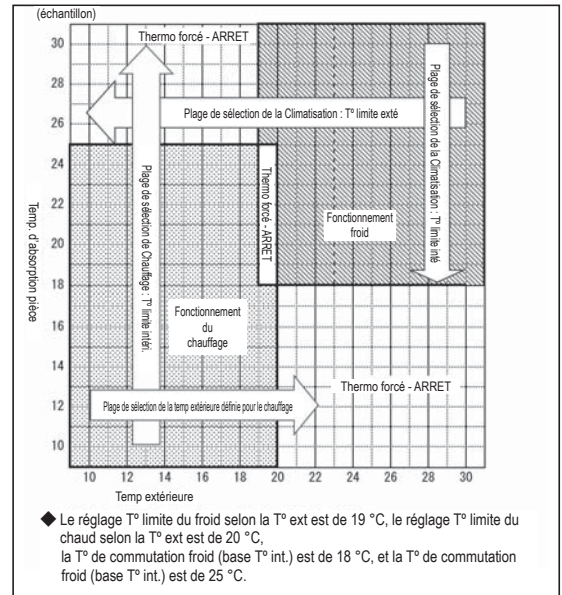 (échantillon)
30
28
26
24
22
20
18
16
14
12
10
Temp. d'absorption pièce
Thermo forcé - ARRET
Plage de sélection de la Climatisation : Tº limite exté
Plage de sélection de la Climatisation : Tº limite inté
Plage de sélection de Chauffage : Tº limite intéri.
Thermo forcé - ARRET
Fonctionnement
froid
Fonctionnement
du
chauffage
Thermo forcé - ARRET
Plage de sélection de la temp extérieure définie pour le chauffage
10 12 14 16 18 20 22 24 26 28 30
Temp extérieure
◆ Le réglage Tº limite du froid selon la Tº ext est de 19 °C, le réglage Tº limite du
chaud selon la Tº ext est de 20 °C,
la Tº de commutation froid (base Tº int.) est de 18 °C, et la Tº de commutation
froid (base Tº int.) est de 25 °C.